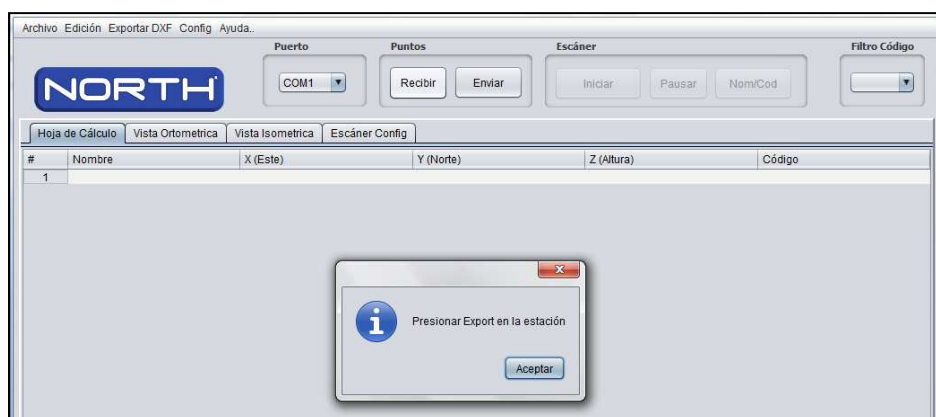 Archivo Edición Exportar DXF Config Ayuda..
Puerto Puntos Escáner Filtro Código
NORTH COM1 Recibir Enviar Iniciar Pausar Nom/Cod
Hoja de Cálculo Vista Ortometrica Vista Isometrica Escáner Config
# Nombre X (Este) Y (Norte) Z (Altura) Código
1
Presionar Export en la estación
Aceptar